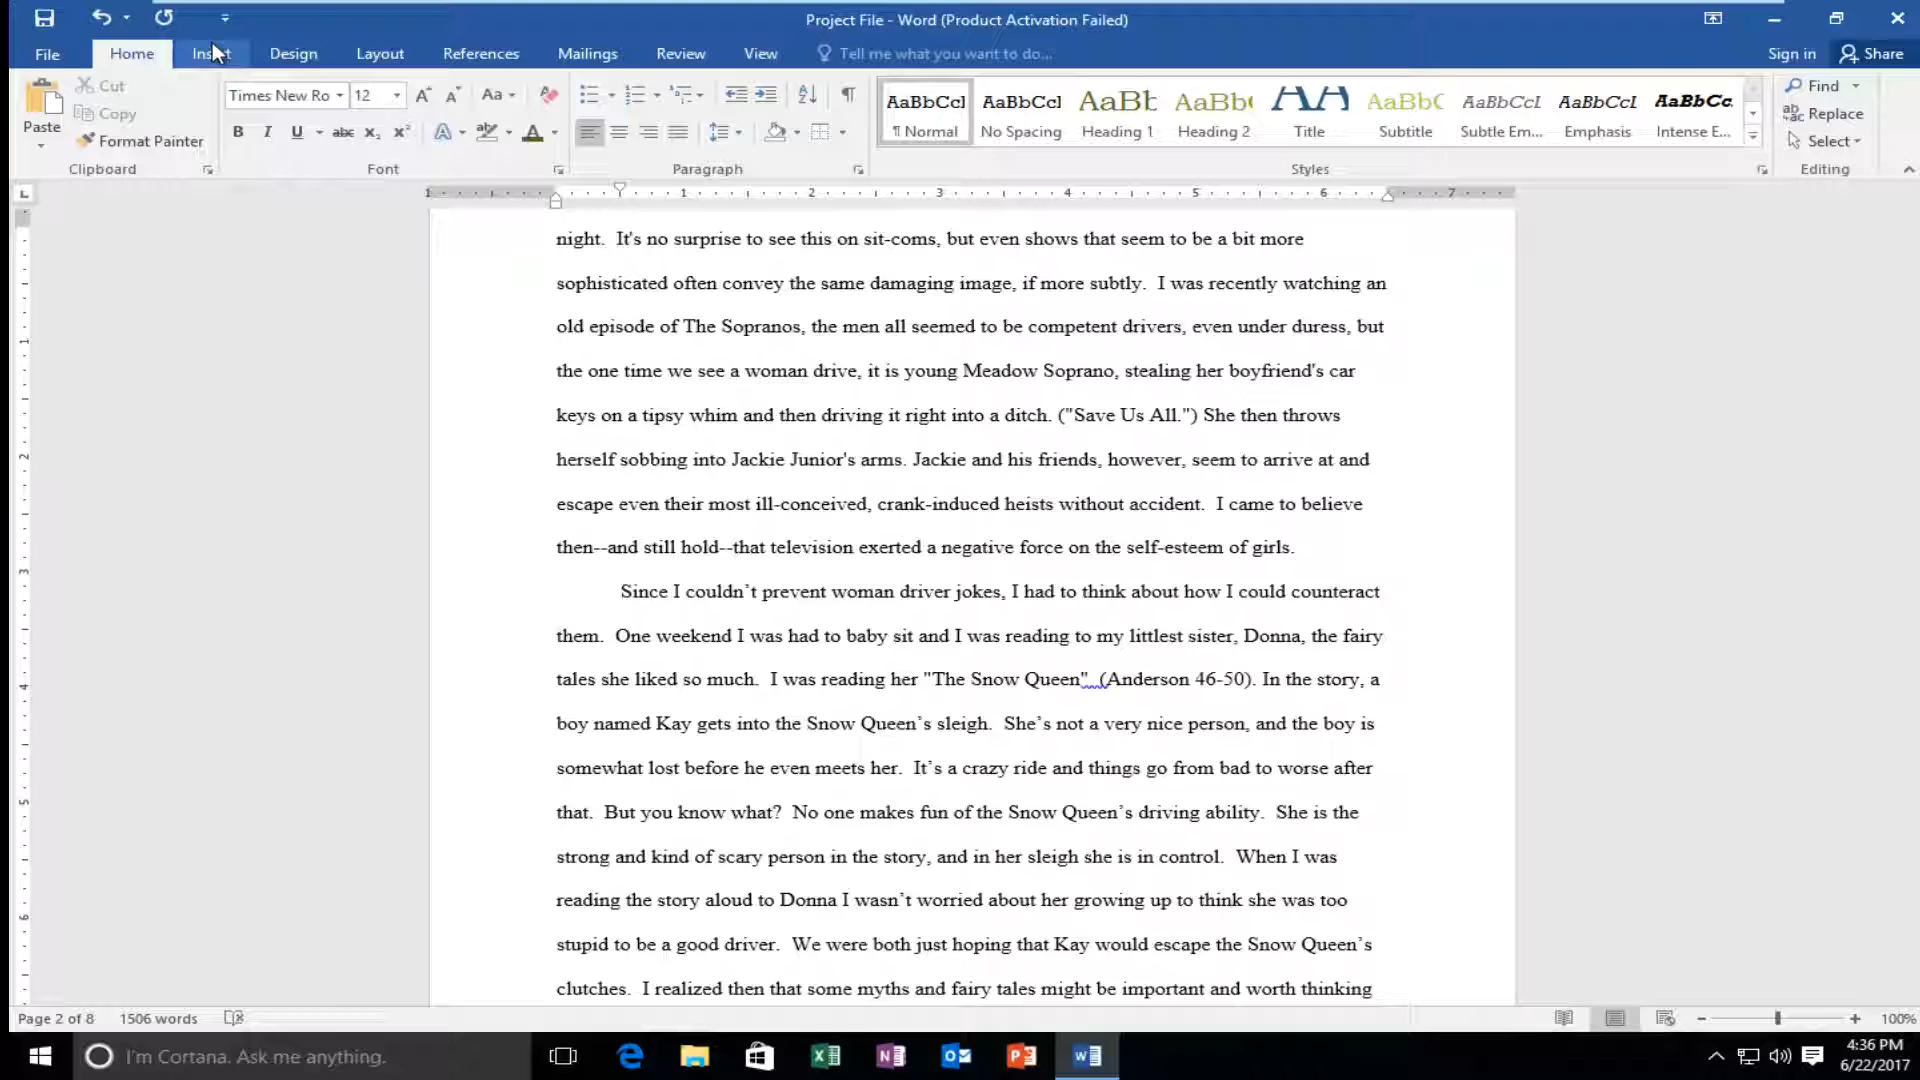 Project File - Word (Product Activation Failed)
File Home Insert Design Layout References Mailings Review View Tell me what you want to do... Sign in Share
Paste
Cut
Copy
Format Painter
Clipboard
Times New Ro 12
Aa
B I U abc X₂ X²
A A
Font
Paragraph
AaBbCcI AaBbCcI AaBt AaBb( AaBbC AaBbCcI AaBbCcI AaBbCc.
¶ Normal No Spacing Heading 1 Heading 2 Title Subtitle Subtle Em... Emphasis Intense E...
Styles
Find
Replace
Select
Editing
1 1 2 3 4 5 6 7
night. It's no surprise to see this on sit-coms, but even shows that seem to be a bit more
sophisticated often convey the same damaging image, if more subtly. I was recently watching an
old episode of The Sopranos, the men all seemed to be competent drivers, even under duress, but
the one time we see a woman drive, it is young Meadow Soprano, stealing her boyfriend's car
keys on a tipsy whim and then driving it right into a ditch. ("Save Us All.") She then throws
herself sobbing into Jackie Junior's arms. Jackie and his friends, however, seem to arrive at and
escape even their most ill-conceived, crank-induced heists without accident. I came to believe
then--and still hold--that television exerted a negative force on the self-esteem of girls.
Since I couldn’t prevent woman driver jokes, I had to think about how I could counteract
them. One weekend I was had to baby sit and I was reading to my littlest sister, Donna, the fairy
tales she liked so much. I was reading her "The Snow Queen" (Anderson 46-50). In the story, a
boy named Kay gets into the Snow Queen’s sleigh. She’s not a very nice person, and the boy is
somewhat lost before he even meets her. It’s a crazy ride and things go from bad to worse after
that. But you know what? No one makes fun of the Snow Queen’s driving ability. She is the
strong and kind of scary person in the story, and in her sleigh she is in control. When I was
reading the story aloud to Donna I wasn’t worried about her growing up to think she was too
stupid to be a good driver. We were both just hoping that Kay would escape the Snow Queen’s
clutches. I realized then that some myths and fairy tales might be important and worth thinking
1
2
3
4
5
6
Page 2 of 8 1506 words 100%
I'm Cortana. Ask me anything.
4:36 PM
6/22/2017